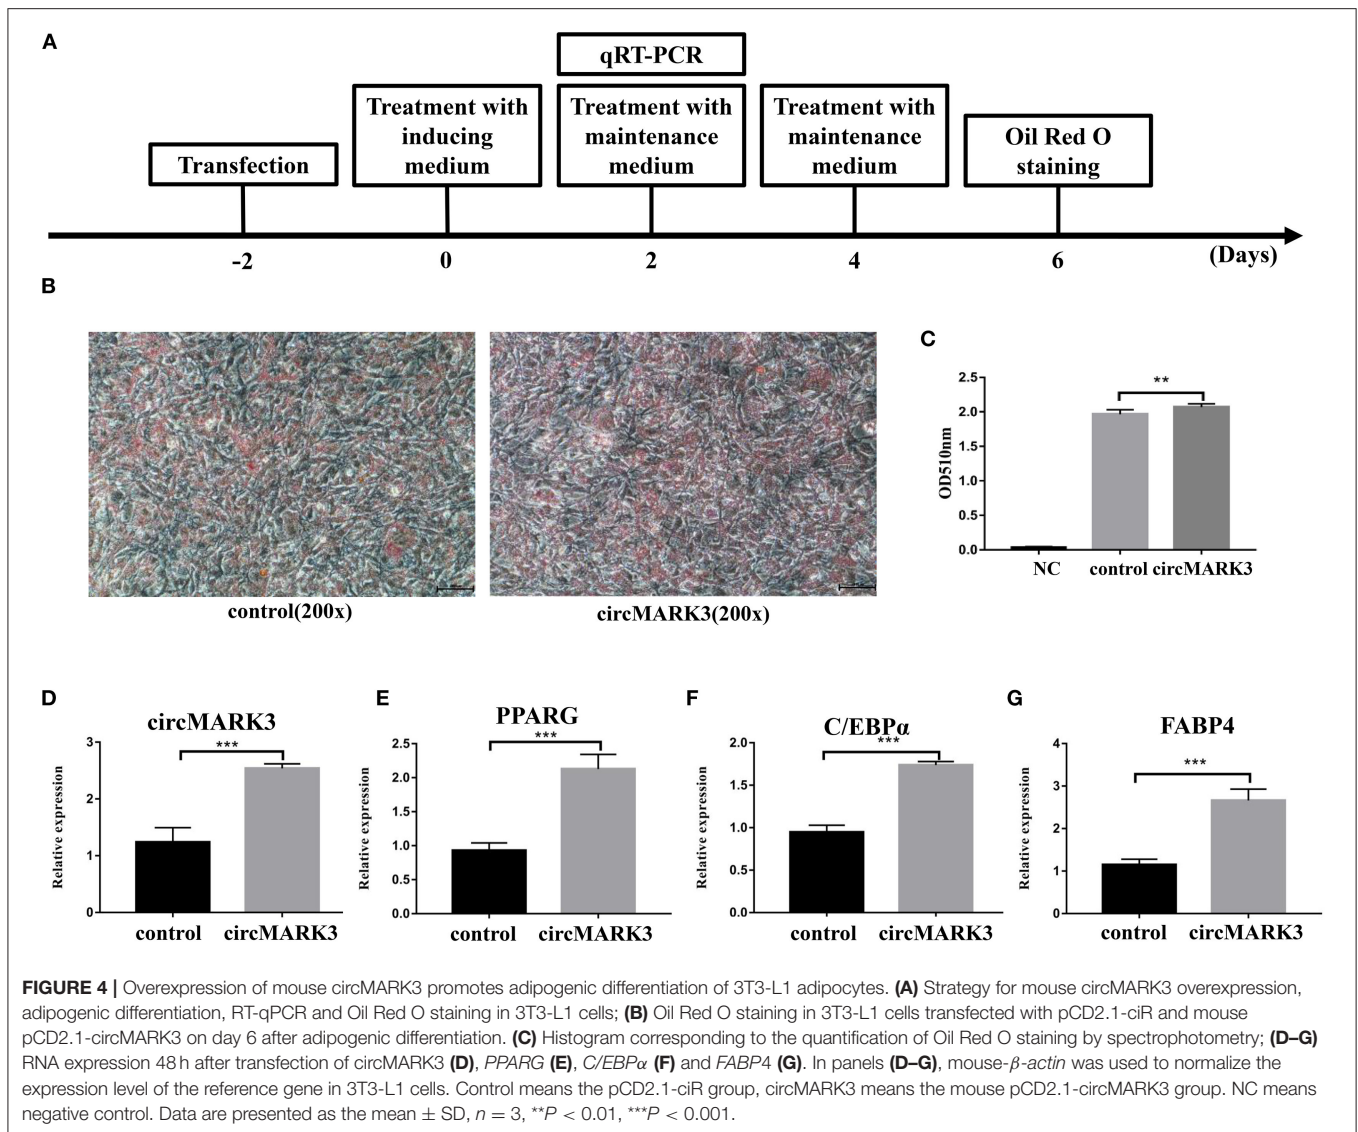 A
qRT-PCR
Treatment with
inducing
medium
Treatment with
maintenance
medium
Treatment with
maintenance
medium
Oil Red O
staining
Transfection
-2
0
2
4
6
(Days)
B
control(200x)
circMARK3(200x)
C
OD510nm
2.5
2.0
1.5
1.0
0.5
0.0
**
NC
control
circMARK3
D
circMARK3
***
Relative expression
3
2
1
0
control
circMARK3
E
PPARG
***
Relative expression
2.5
2.0
1.5
1.0
0.5
0.0
control
circMARK3
F
C/EBPα
***
Relative expression
2.0
1.5
1.0
0.5
0.0
control
circMARK3
G
FABP4
***
Relative expression
4
3
2
1
0
control
circMARK3
FIGURE 4 | Overexpression of mouse circMARK3 promotes adipogenic differentiation of 3T3-L1 adipocytes. (A) Strategy for mouse circMARK3 overexpression,
adipogenic differentiation, RT-qPCR and Oil Red O staining in 3T3-L1 cells; (B) Oil Red O staining in 3T3-L1 cells transfected with pCD2.1-ciR and mouse
pCD2.1-circMARK3 on day 6 after adipogenic differentiation. (C) Histogram corresponding to the quantification of Oil Red O staining by spectrophotometry; (D–G)
RNA expression 48 h after transfection of circMARK3 (D), PPARG (E), C/EBPα (F) and FABP4 (G). In panels (D–G), mouse-β-actin was used to normalize the
expression level of the reference gene in 3T3-L1 cells. Control means the pCD2.1-ciR group, circMARK3 means the mouse pCD2.1-circMARK3 group. NC means
negative control. Data are presented as the mean ± SD, n = 3, **P < 0.01, ***P < 0.001.